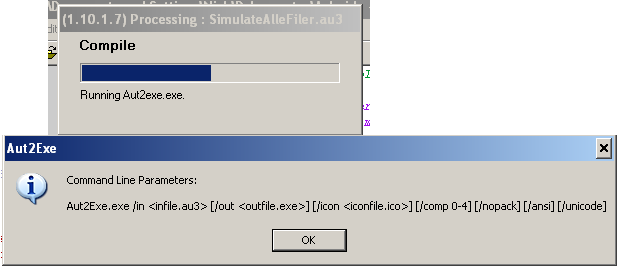 (1.10.1.7) Processing : SimulateAlleFiler.au3
Compile
Running Aut2exe.exe.
Aut2Exe
Command Line Parameters:
Aut2Exe.exe /in <infile.au3> [/out <outfile.exe>] [/icon <iconfile.ico>] [/comp 0-4] [/nopack] [/ansi] [/unicode]
OK